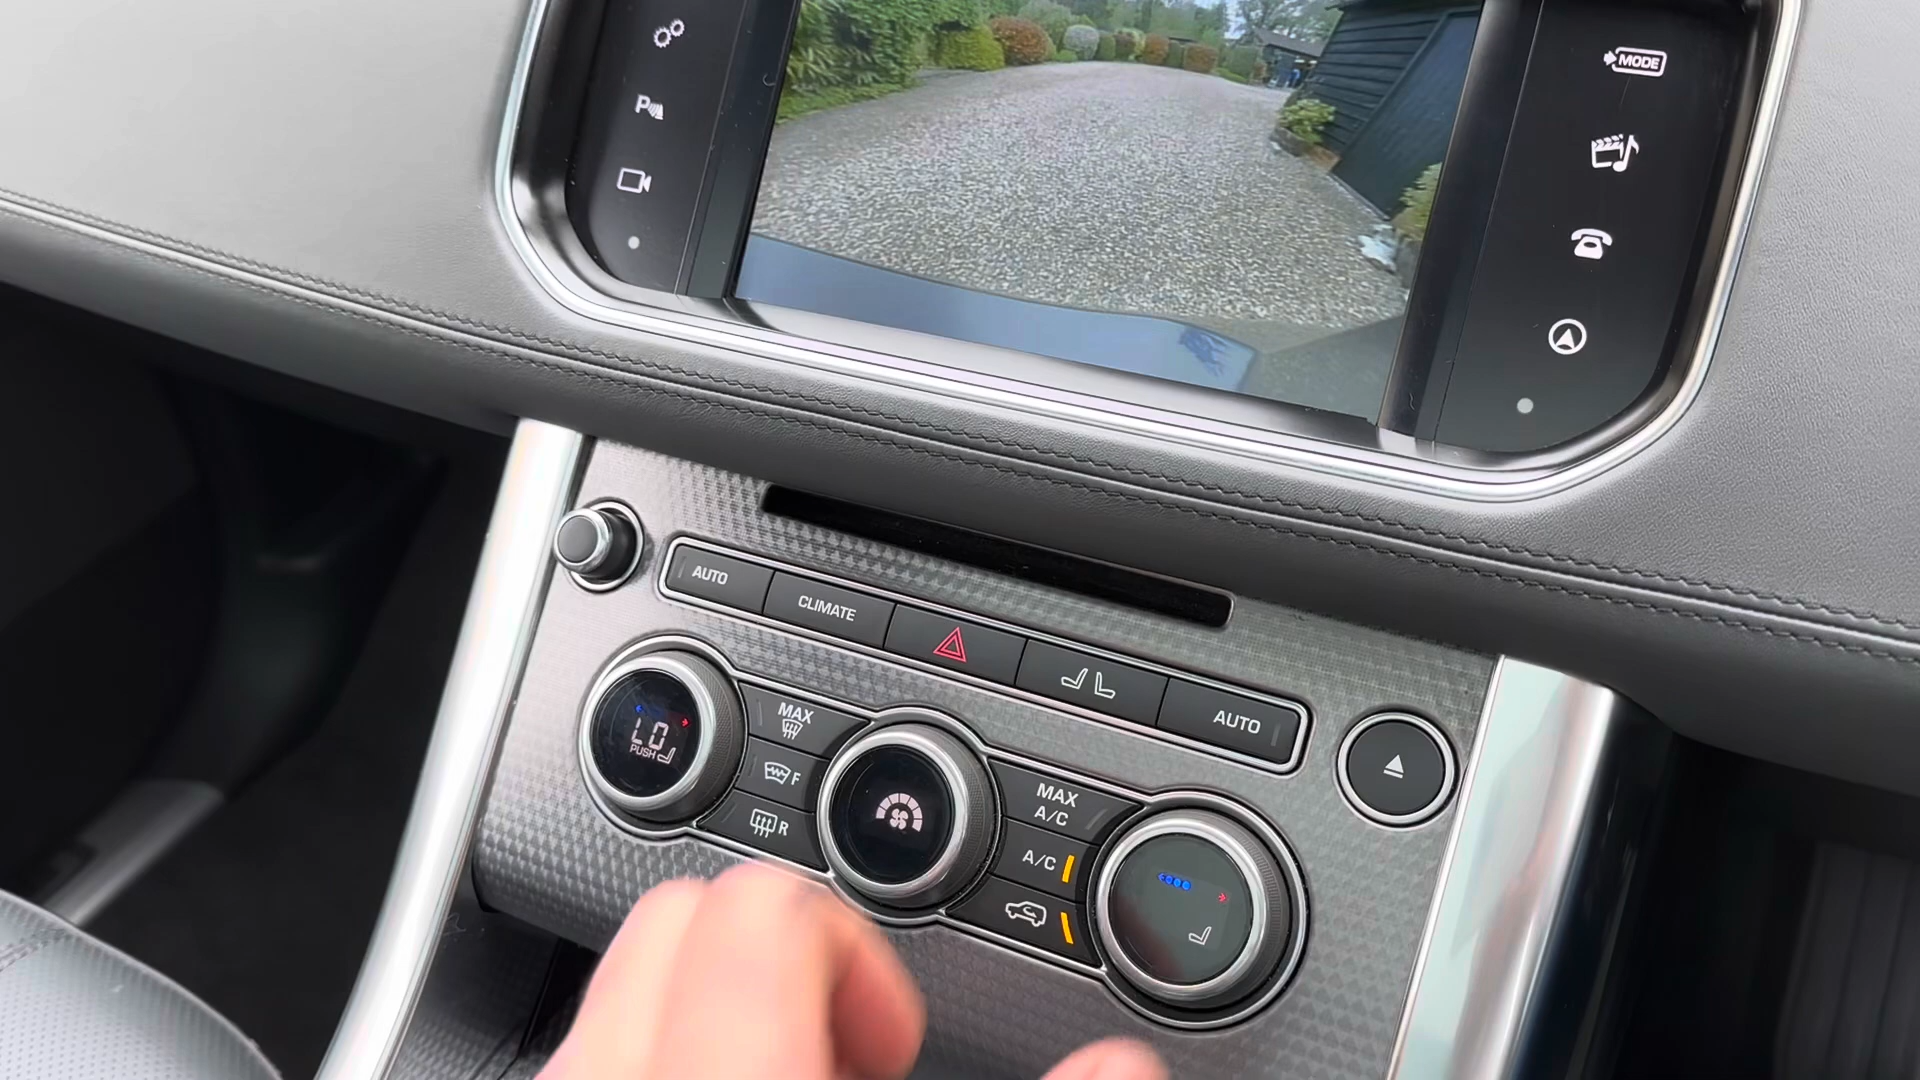 MODE
P
AUTO
CLIMATE
AUTO
LO
PUSH
MAX
F
R
MAX
A/C
A/C